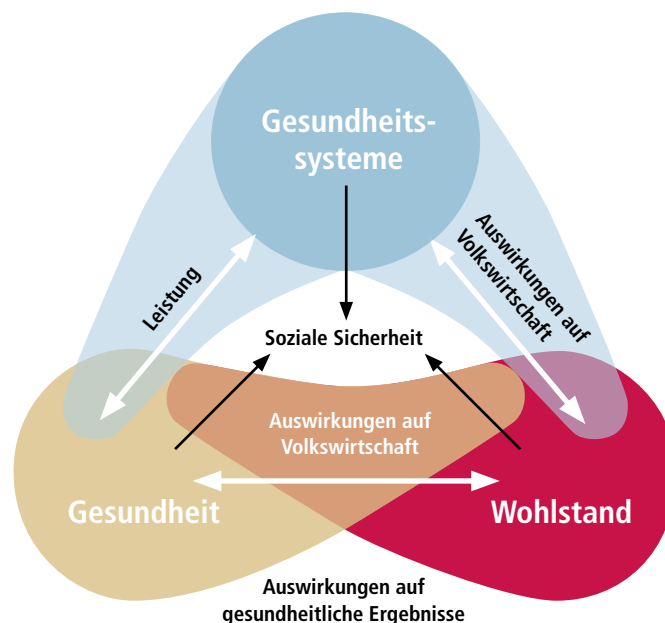 Gesundheits-
systeme
Leistung
Auswirkungen auf
Volkswirtschaft
Soziale Sicherheit
Auswirkungen auf
Volkswirtschaft
Gesundheit
Wohlstand
Auswirkungen auf
gesundheitliche Ergebnisse